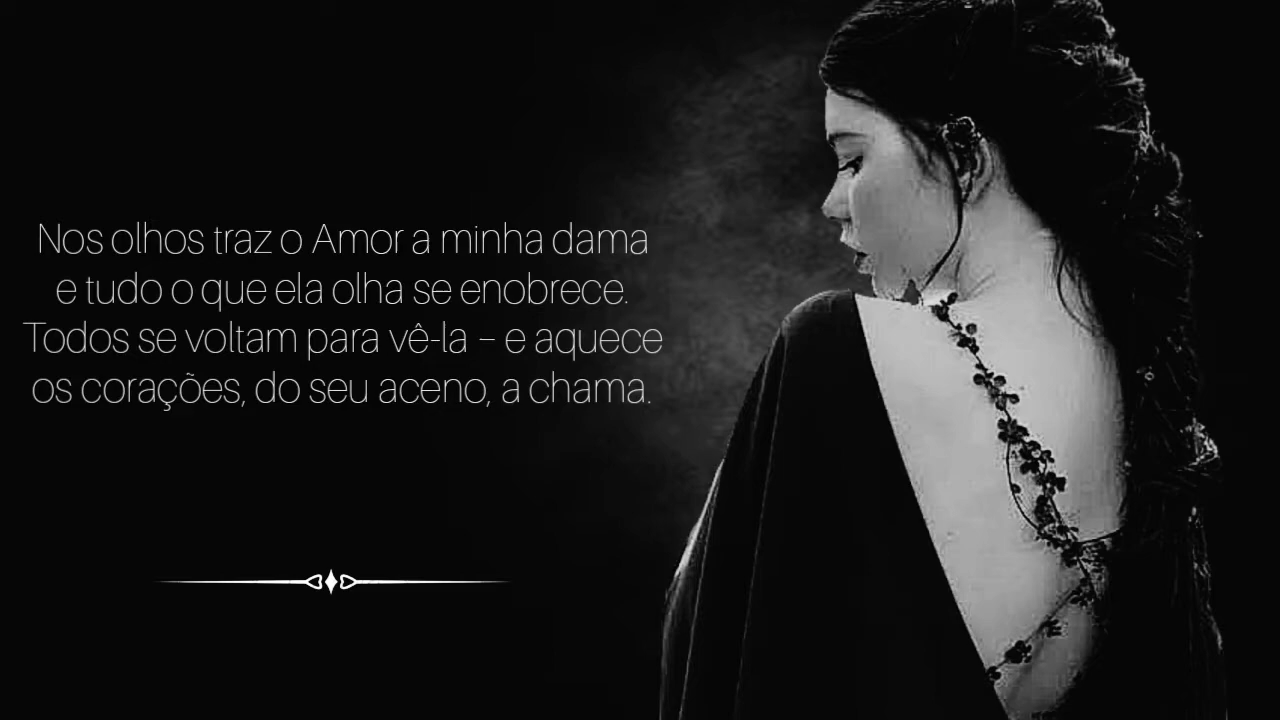 Nos olhos traz o Amor a minha dama
e tudo o que ela olha se enobrece.
Todos se voltam para vê-la – e aquece
os corações, do seu aceno, a chama.